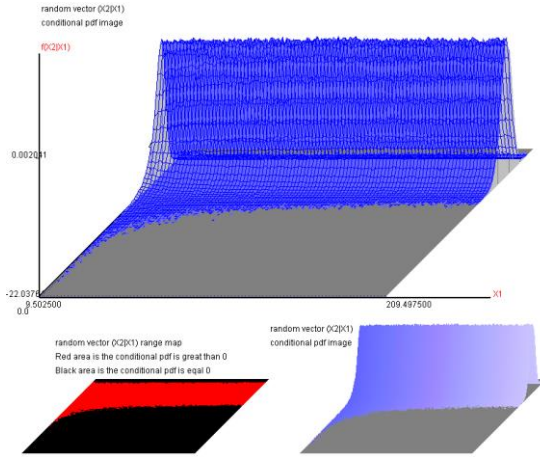 random vector (X2|X1)
conditional pdf image
f(X2|X1)
0.002041
-22.0376
9.502500
0.0
209.497500
X1
random vector (X2|X1) range map
Red area is the conditional pdf is great than 0
Black area is the conditional pdf is eqal 0
random vector (X2|X1)
conditional pdf image